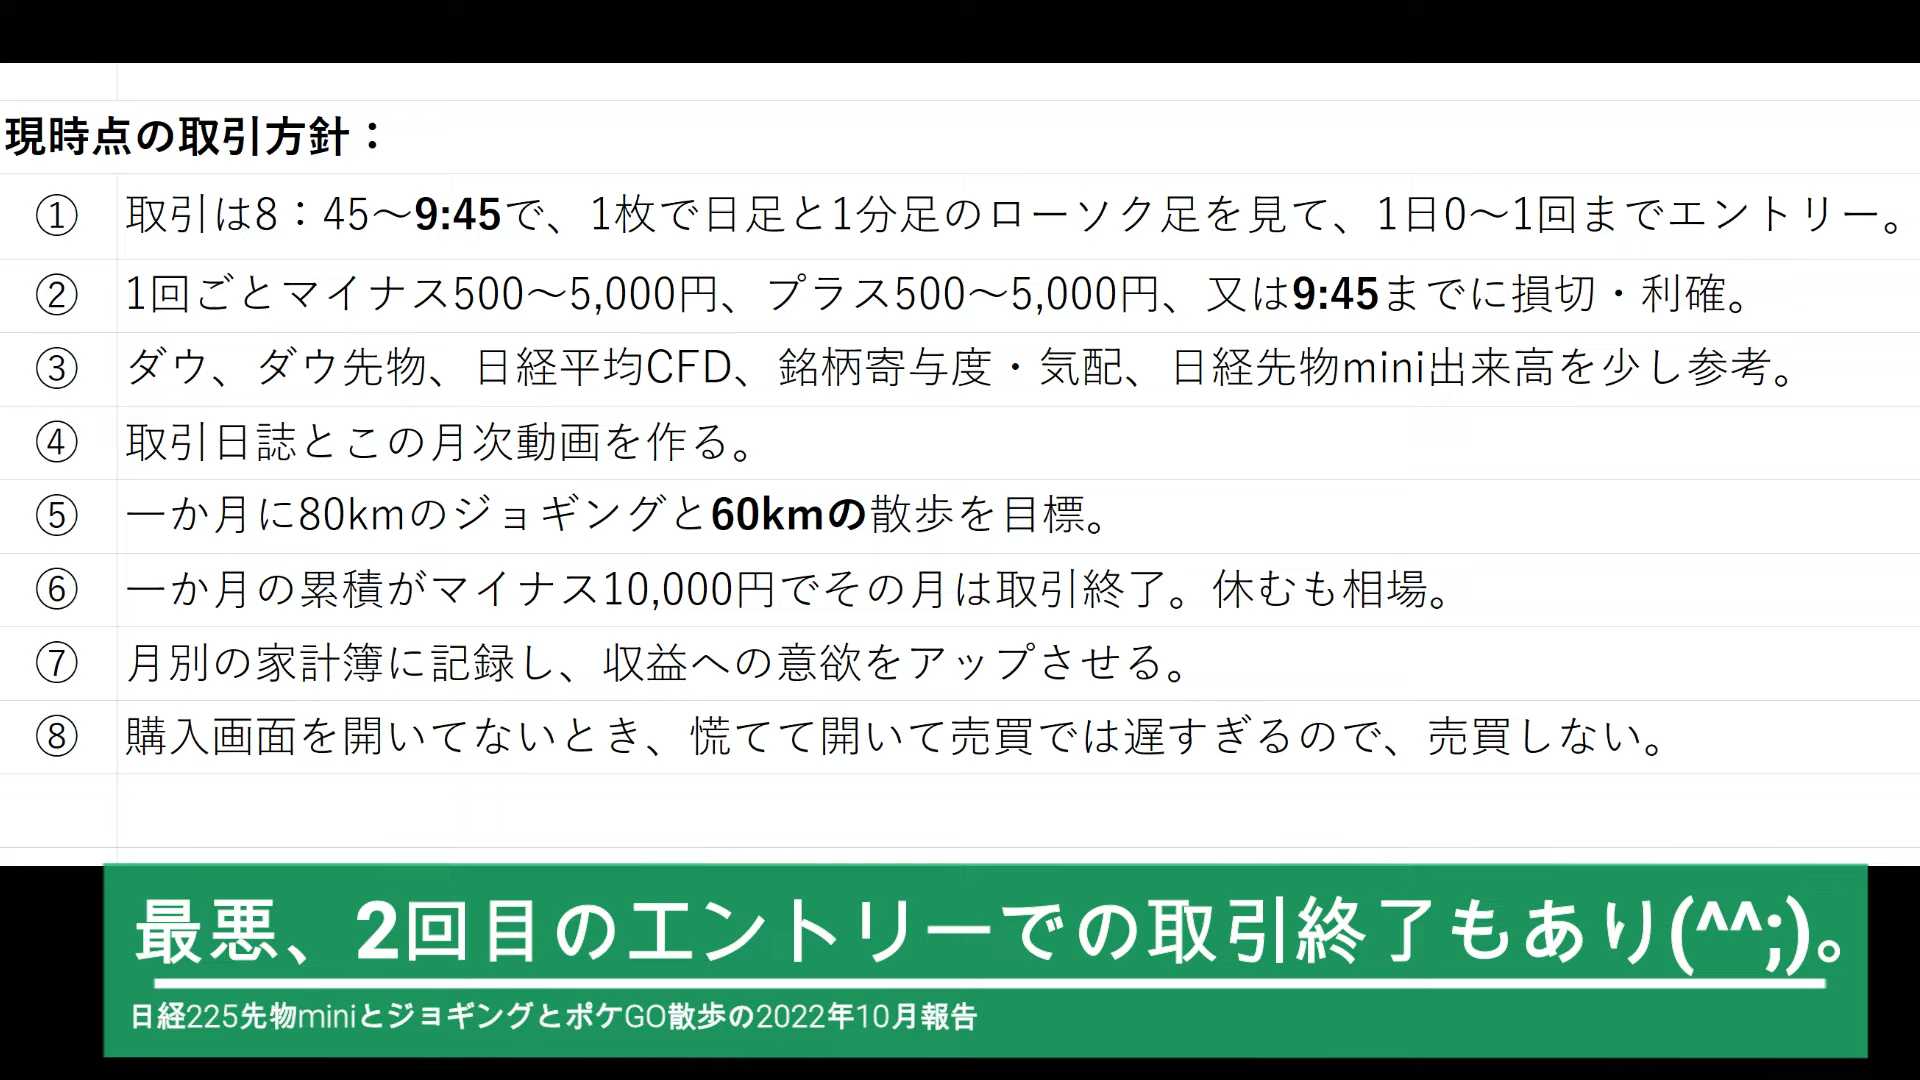 現時点の取引方針：
① 取引は8：45～9:45で、1枚で日足と1分足のローソク足を見て、1日0～1回までエントリー。
② 1回ごとマイナス500～5,000円、プラス500～5,000円、又は9:45までに損切・利確。
③ ダウ、ダウ先物、日経平均CFD、銘柄寄与度・気配、日経先物mini出来高を少し参考。
④ 取引日誌とこの月次動画を作る。
⑤ 一か月に80kmのジョギングと60kmの散歩を目標。
⑥ 一か月の累積がマイナス10,000円でその月は取引終了。休むも相場。
⑦ 月別の家計簿に記録し、収益への意欲をアップさせる。
⑧ 購入画面を開いてないとき、慌てて開いて売買では遅すぎるので、売買しない。
最悪、2回目のエントリーでの取引終了もあり(^^;)。
日経225先物miniとジョギングとポケGO散歩の2022年10月報告